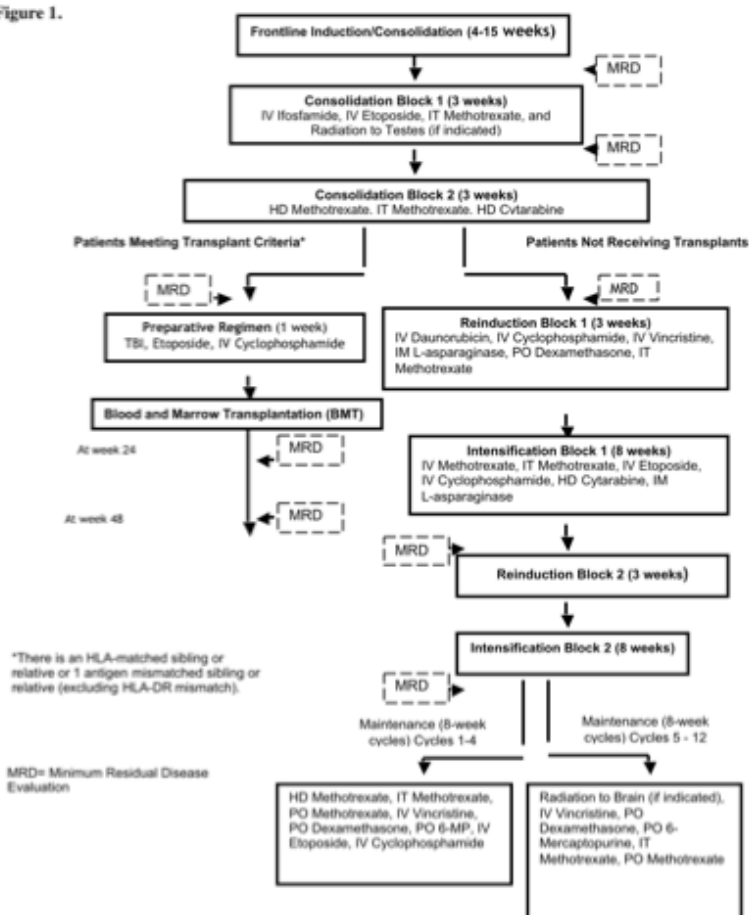 Figure 1.
Frontline Induction/Consolidation (4-15 weeks)
MRD
Consolidation Block 1 (3 weeks)
IV Ifosfamide, IV Etoposide, IT Methotrexate, and
Radiation to Testes (if indicated)
MRD
Consolidation Block 2 (3 weeks)
HD Methotrexate. IT Methotrexate. HD Cvtarabine
Patients Meeting Transplant Criteria*
Patients Not Receiving Transplants
MRD
MRD
Preparative Regimen (1 week)
TBI, Etoposide, IV Cyclophosphamide
Reinduction Block 1 (3 weeks)
IV Daunorubicin, IV Cyclophosphamide, IV Vincristine,
IM L-asparaginase, PO Dexamethasone, IT
Methotrexate
Blood and Marrow Transplantation (BMT)
At week 24
MRD
Intensification Block 1 (8 weeks)
IV Methotrexate, IT Methotrexate, IV Etoposide,
IV Cyclophosphamide, HD Cytarabine, IM
L-asparaginase
At week 48
MRD
MRD
Reinduction Block 2 (3 weeks)
Intensification Block 2 (8 weeks)
*There is an HLA-matched sibling or
relative or 1 antigen mismatched sibling or
relative (excluding HLA-DR mismatch).
MRD
Maintenance (8-week
cycles) Cycles 1-4
Maintenance (8-week
cycles) Cycles 5 - 12
MRD= Minimum Residual Disease
Evaluation
HD Methotrexate, IT Methotrexate,
PO Methotrexate, IV Vincristine,
PO Dexamethasone, PO 6-MP, IV
Etoposide, IV Cyclophosphamide
Radiation to Brain (if indicated),
IV Vincristine, PO
Dexamethasone, PO 6-
Mercaptopurine, IT
Methotrexate, PO Methotrexate